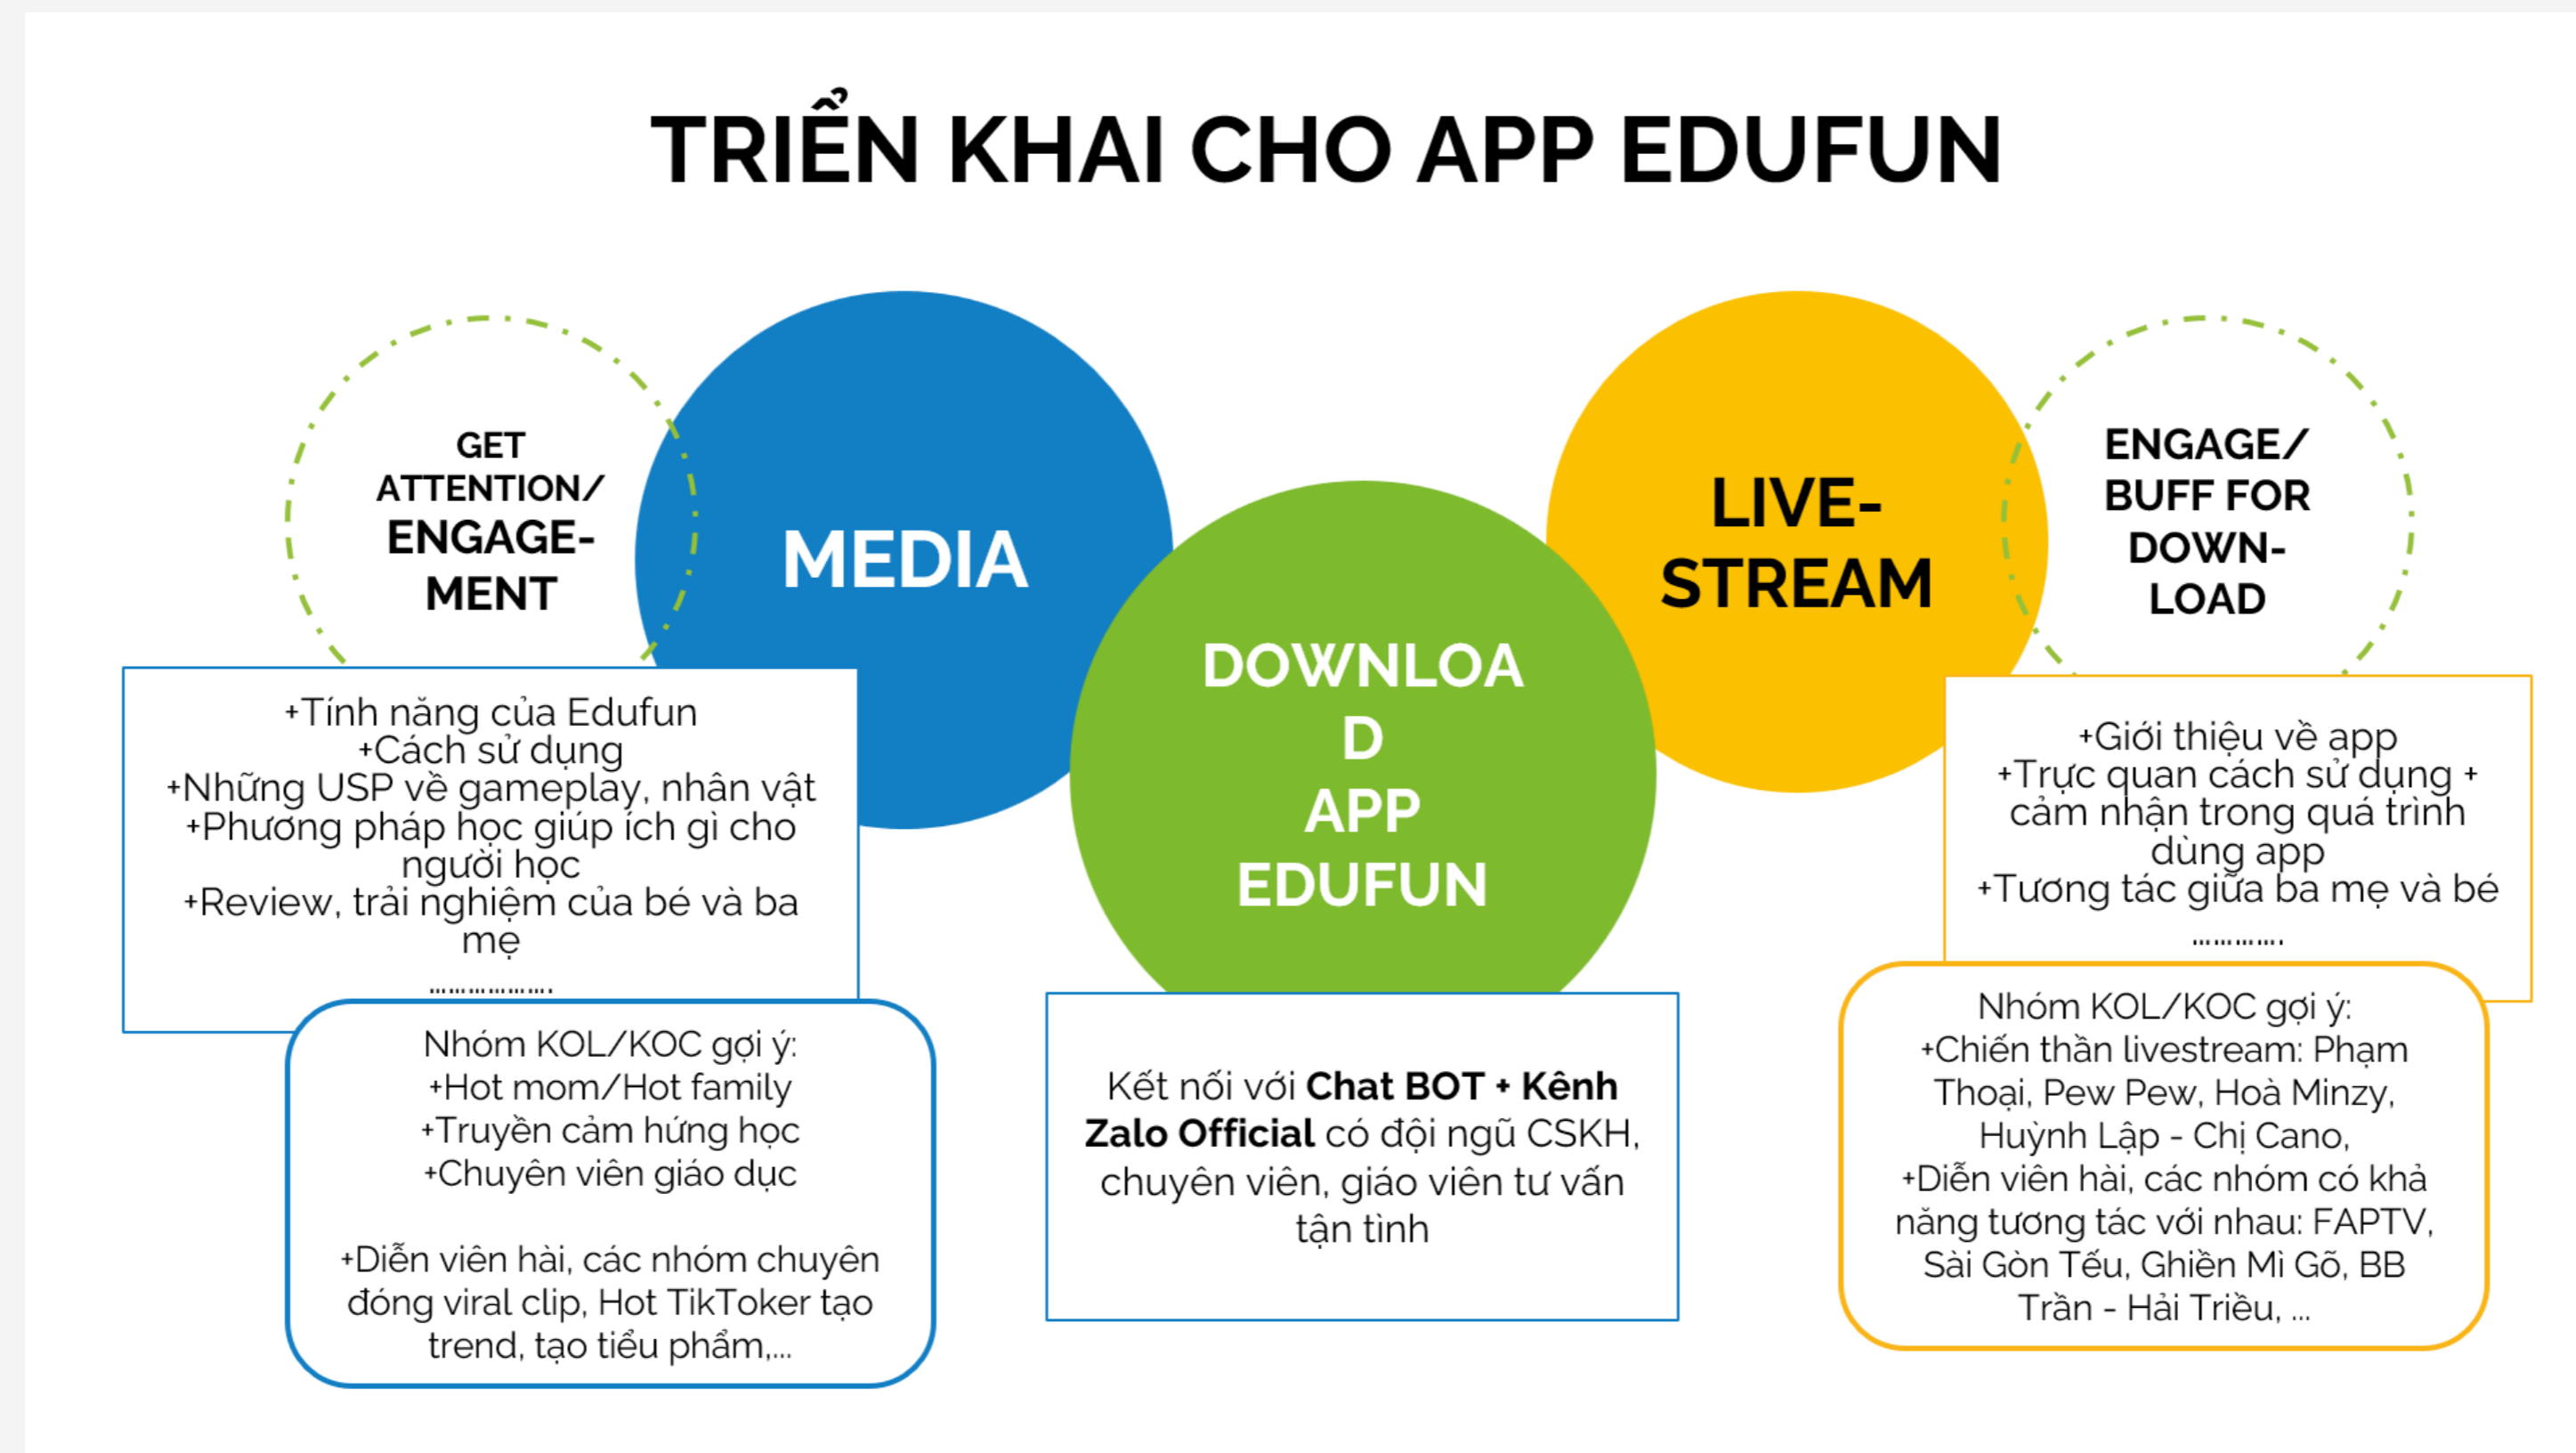 TRIỂN KHAI CHO APP EDUFUN
GET
ATTENTION/
ENGAGE-
MENT
MEDIA
+Tính năng của Edufun
+Cách sử dụng
+Những USP về gameplay, nhân vật
+Phương pháp học giúp ích gì cho
người học
+Review, trải nghiệm của bé và ba
mẹ
……………….
Nhóm KOL/KOC gợi ý:
+Hot mom/Hot family
+Truyền cảm hứng học
+Chuyên viên giáo dục
+Diễn viên hài, các nhóm chuyên
đóng viral clip, Hot TikToker tạo
trend, tạo tiểu phẩm,...
DOWNLOA
D
APP
EDUFUN
Kết nối với Chat BOT + Kênh
Zalo Official có đội ngũ CSKH,
chuyên viên, giáo viên tư vấn
tận tình
LIVE-
STREAM
ENGAGE/
BUFF FOR
DOWN-
LOAD
+Giới thiệu về app
+Trực quan cách sử dụng +
cảm nhận trong quá trình
dùng app
+Tương tác giữa ba mẹ và bé
………….
Nhóm KOL/KOC gợi ý:
+Chiến thần livestream: Phạm
Thoại, Pew Pew, Hoà Minzy,
Huỳnh Lập - Chị Cano,
+Diễn viên hài, các nhóm có khả
năng tương tác với nhau: FAPTV,
Sài Gòn Tếu, Ghiền Mì Gõ, BB
Trần - Hải Triều, ...